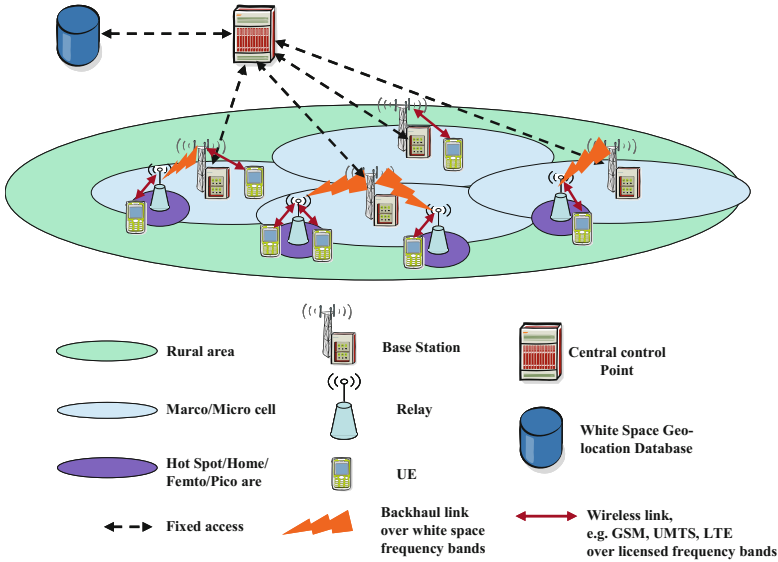 Rural area
Base Station
Central control
Point
Marco/Micro cell
Relay
White Space Geo-
location Database
Hot Spot/Home/
Femto/Pico are
UE
Fixed access
Backhaul link
over white space
frequency bands
Wireless link,
e.g. GSM, UMTS, LTE
over licensed frequency bands